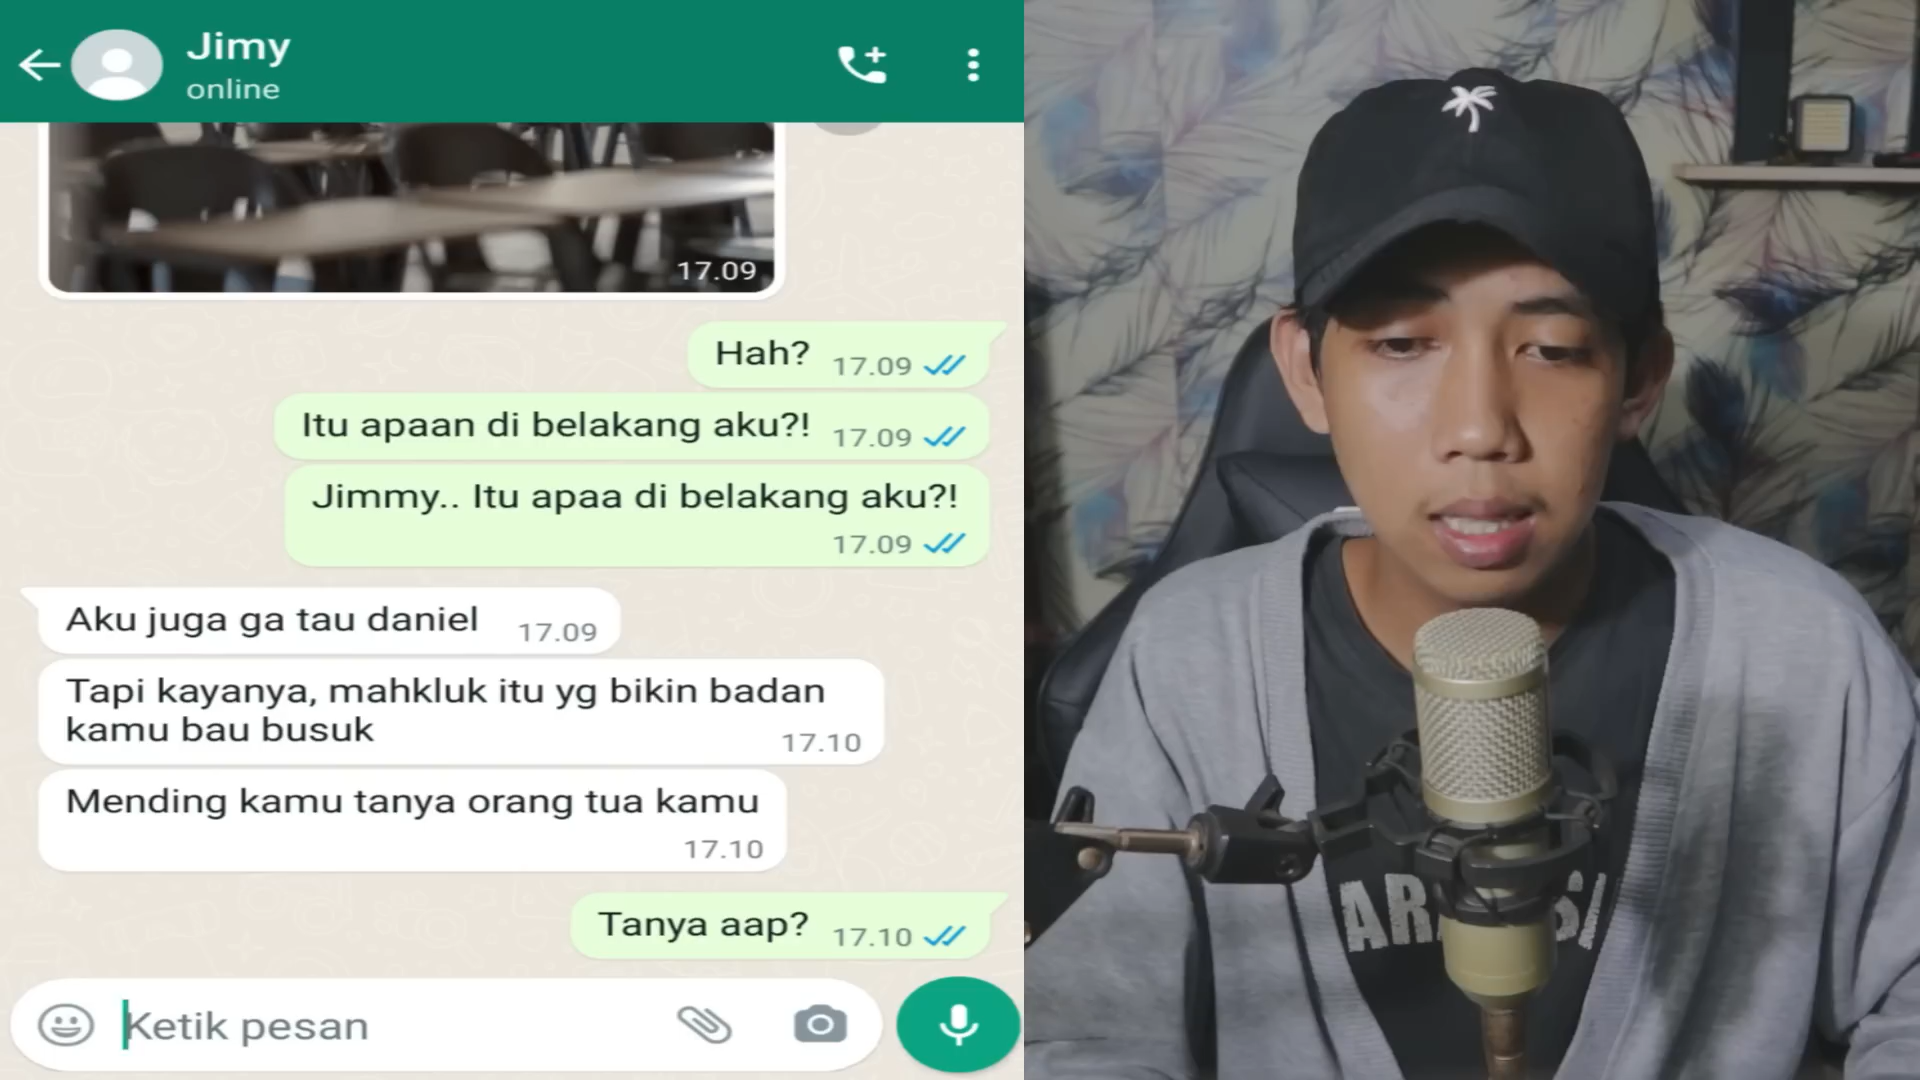 Jimy
online
17.09
Hah? 17.09
Itu apaan di belakang aku?! 17.09
Jimmy.. Itu apaa di belakang aku?!
17.09
Aku juga ga tau daniel 17.09
Tapi kayanya, mahkluk itu yg bikin badan
kamu bau busuk 17.10
Mending kamu tanya orang tua kamu
17.10
Tanya aap? 17.10
Ketik pesan